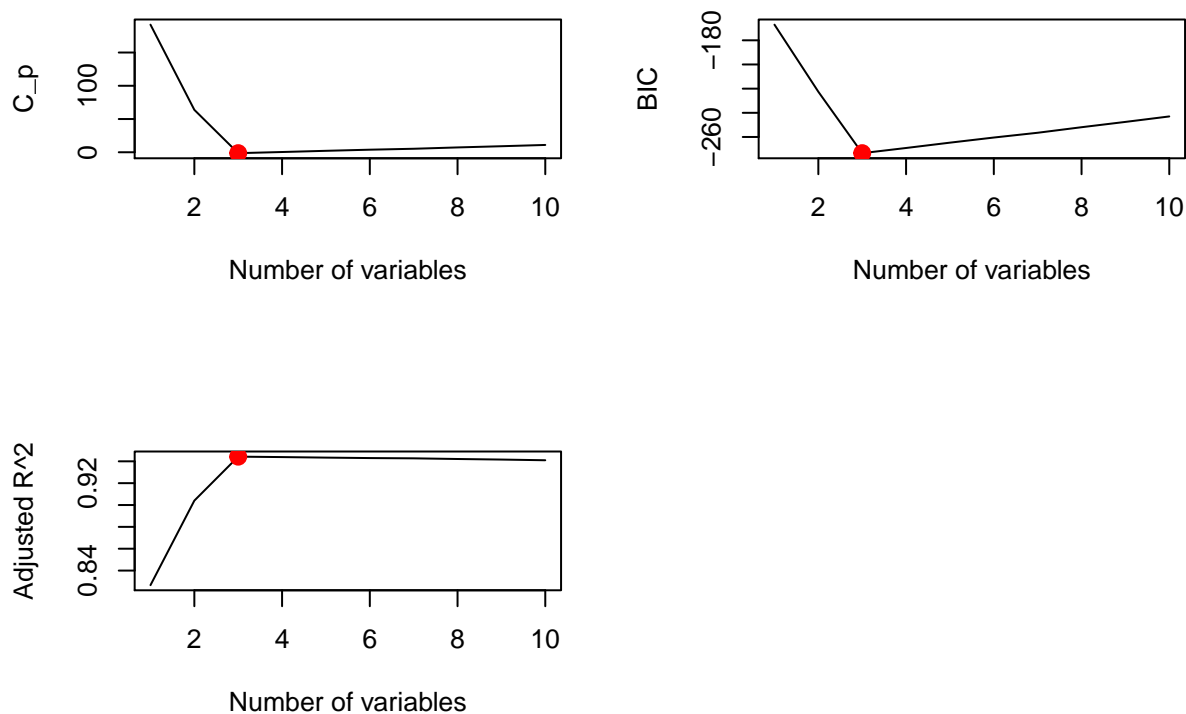 C_p
100
0
2 4 6 8 10
Number of variables
BIC
−180
−260
2 4 6 8 10
Number of variables
Adjusted R^2
0.92
0.84
2 4 6 8 10
Number of variables